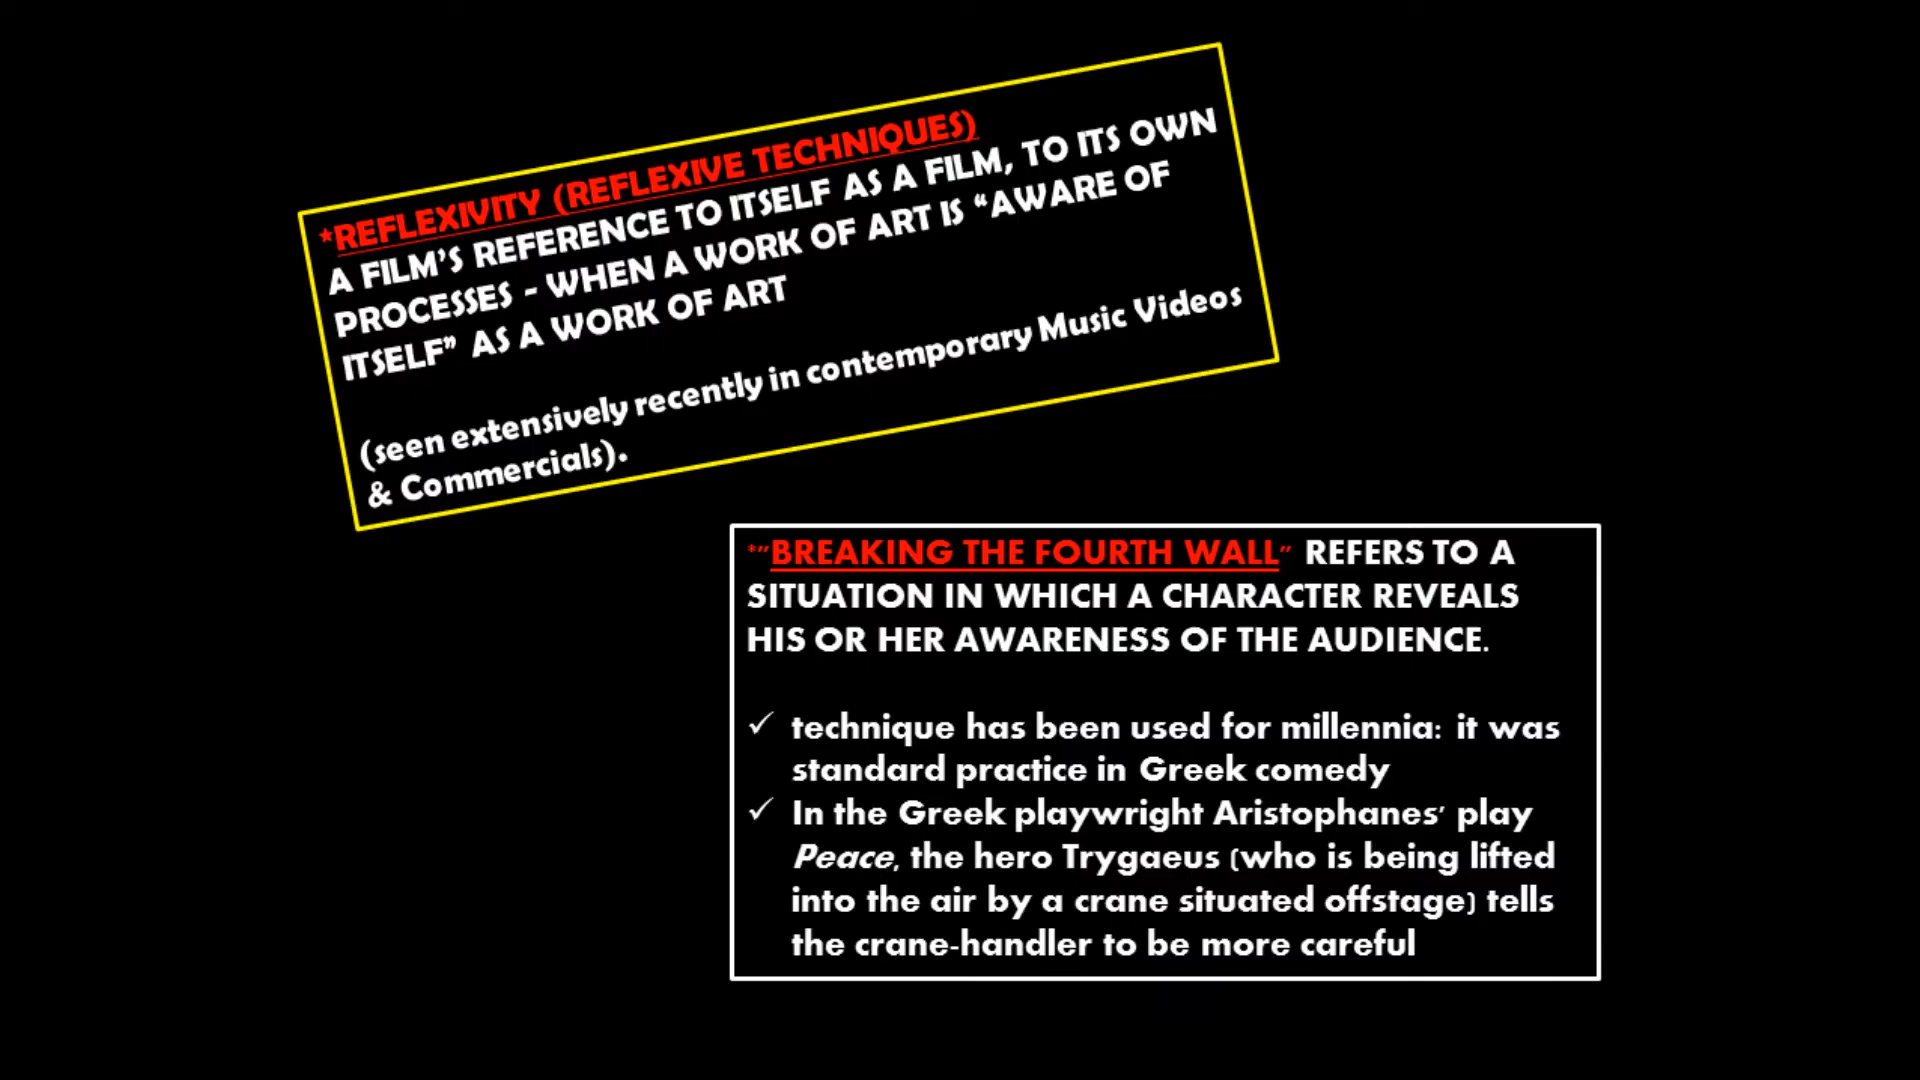 *REFLEXIVITY (REFLEXIVE TECHNIQUES)
A FILM'S REFERENCE TO ITSELF AS A FILM, TO ITS OWN
PROCESSES - WHEN A WORK OF ART IS “AWARE OF
ITSELF” AS A WORK OF ART
(seen extensively recently in contemporary Music Videos
& Commercials).
*”BREAKING THE FOURTH WALL” REFERS TO A
SITUATION IN WHICH A CHARACTER REVEALS
HIS OR HER AWARENESS OF THE AUDIENCE.
✓ technique has been used for millennia: it was
standard practice in Greek comedy
✓ In the Greek playwright Aristophanes' play
Peace, the hero Trygaeus (who is being lifted
into the air by a crane situated offstage) tells
the crane-handler to be more careful